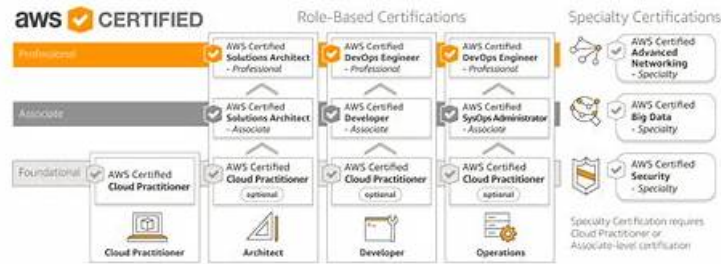 aws CERTIFIED
Role-Based Certifications
Specialty Certifications
Professional
AWS Certified
Solutions Architect
- Professional
AWS Certified
DevOps Engineer
- Professional
AWS Certified
DevOps Engineer
- Professional
AWS Certified
Advanced
Networking
- Specialty
Associate
AWS Certified
Solutions Architect
- Associate
AWS Certified
Developer
- Associate
AWS Certified
SysOps Administrator
- Associate
AWS Certified
Big Data
- Specialty
Foundational
AWS Certified
Cloud Practitioner
AWS Certified
Cloud Practitioner
optional
AWS Certified
Cloud Practitioner
optional
AWS Certified
Cloud Practitioner
optional
AWS Certified
Security
- Specialty
Cloud Practitioner
Architect
Developer
Operations
Specialty Certification requires
Cloud Practitioner or
Associate-level certification